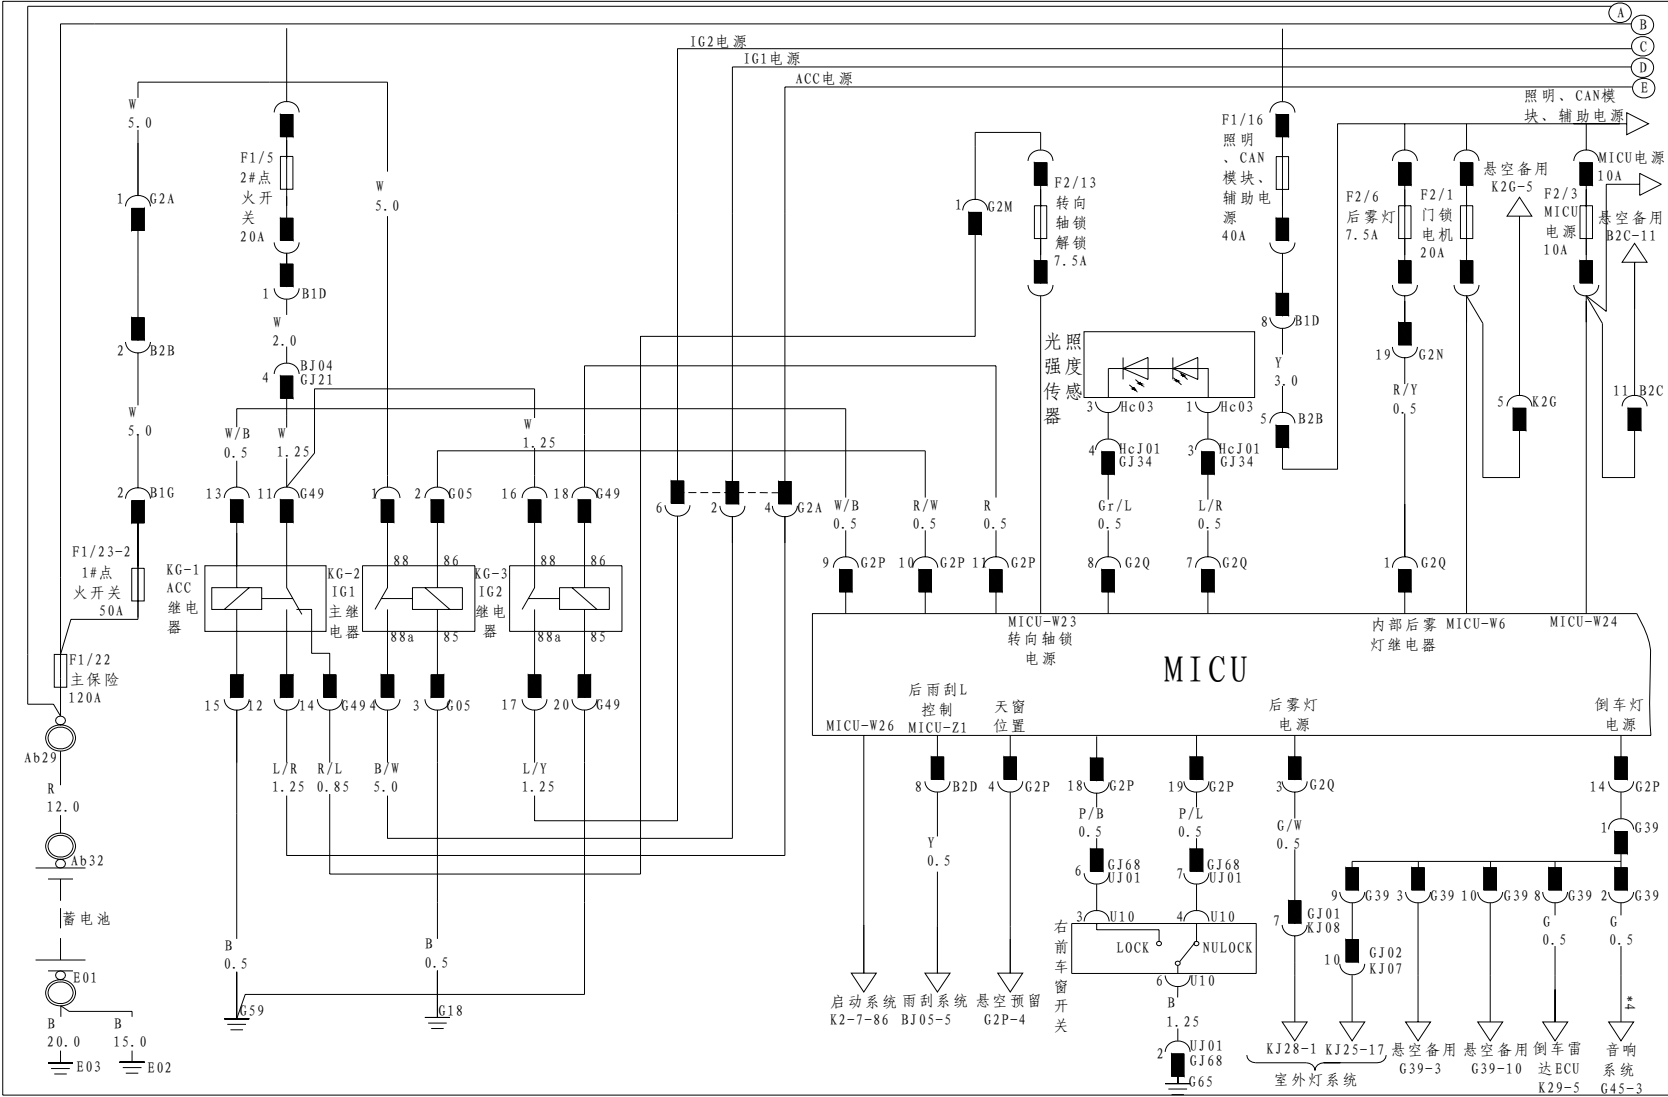 A
B
IG2电源
C
IG1电源
D
ACC电源
E
照明、CAN模
块、辅助电源
W
5.0
F1/5
2#点
火开
关
20A
W
5.0
F1/16
照明
、CAN
模块、
辅助电
源
40A
1
G2A
1
G2M
F2/13
转向
轴锁
解锁
7.5A
F2/6
后雾灯
7.5A
F2/1
门锁
电机
20A
悬空备用
K2G-5
F2/3
MICU
电源
10A
MICU电源
10A
悬空备用
B2C-11
1
B1D
8
B1D
2
B2B
W
2.0
4
BJ04
GJ21
光照
强度
传感
器
Y
3.0
19
G2N
R/Y
0.5
5
K2G
11
B2C
3
Hc03
1
Hc03
5
B2B
W
5.0
W/B
0.5
W
1.25
W
1.25
4
HcJ01
GJ34
3
HcJ01
GJ34
2
B1G
13
11
G49
1
2
G05
16
18
G49
6
2
4
G2A
W/B
0.5
R/W
0.5
R
0.5
Gr/L
0.5
L/R
0.5
F1/23-2
1#点
火开关
50A
KG-1
ACC
继电
器
KG-2
IG1
主继
电器
88
86
88a
85
KG-3
IG2
继电
器
88
86
88a
85
9
G2P
10
G2P
11
G2P
8
G2Q
7
G2Q
1
G2Q
MICU-W23
转向轴锁
电源
内部后雾
灯继电器
MICU-W6
MICU-W24
MICU
F1/22
主保险
120A
15
12
14
G49
4
3
G05
17
20
G49
MICU-W26
后雨刮L
控制
MICU-Z1
天窗
位置
后雾灯
电源
倒车灯
电源
Ab29
R
12.0
L/R
1.25
R/L
0.85
B/W
5.0
L/Y
1.25
8
B2D
4
G2P
18
G2P
19
G2P
3
G2Q
14
G2P
P/B
0.5
P/L
0.5
G/W
0.5
1
G39
Y
0.5
Ab32
6
GJ68
UJ01
7
GJ68
UJ01
9
G39
3
G39
10
G39
8
G39
2
G39
蓄电池
3
U10
4
U10
7
GJ01
KJ08
G
0.5
G
0.5
右
前
车
窗
开
关
LOCK
NULOCK
10
GJ02
KJ07
B
0.5
B
0.5
E01
6
U10
B
20.0
B
15.0
G59
G18
启动系统
K2-7-86
雨刮系统
BJ05-5
悬空预留
G2P-4
B
1.25
*4
E03
E02
2
UJ01
GJ68
G65
KJ28-1
KJ25-17
室外灯系统
悬空备用
G39-3
悬空备用
G39-10
倒车雷
达ECU
K29-5
音响
系统
G45-3